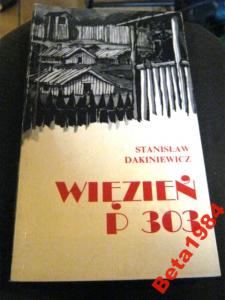 STANISŁAW
DAKINIEWICZ
WIĘZIEŃ
P 303
Beta1984